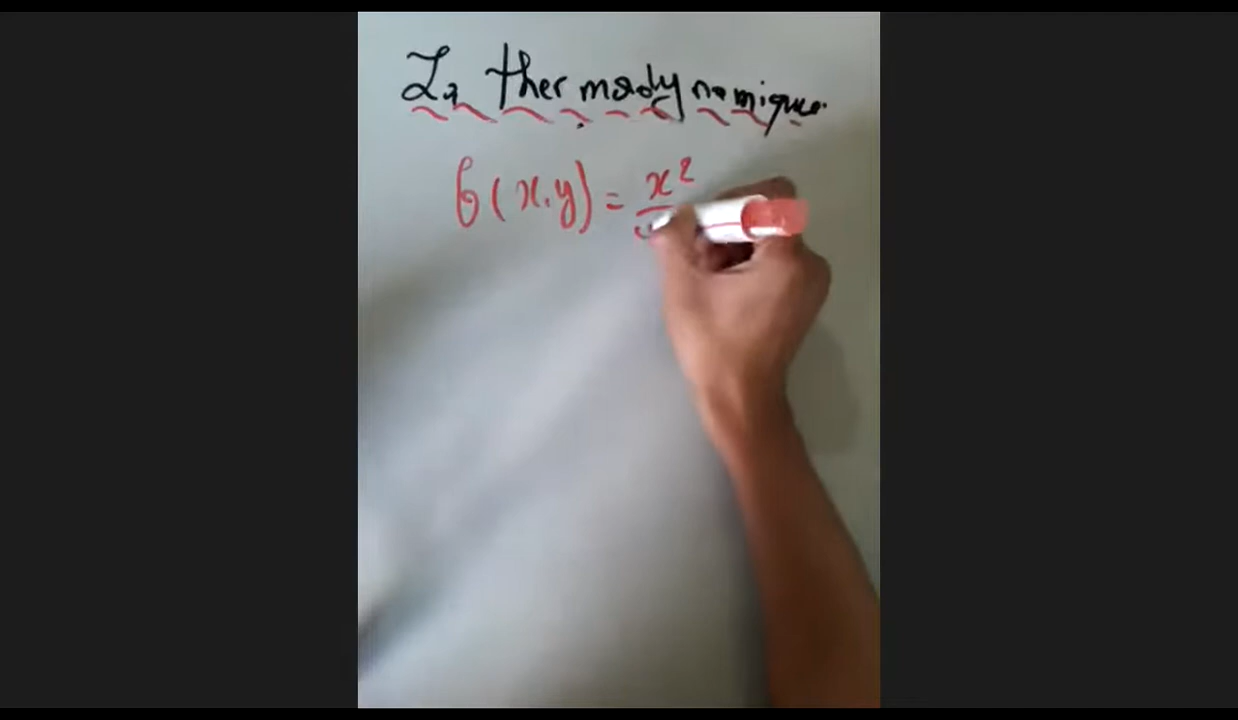 La thermodynamique
f(x,y) = x²